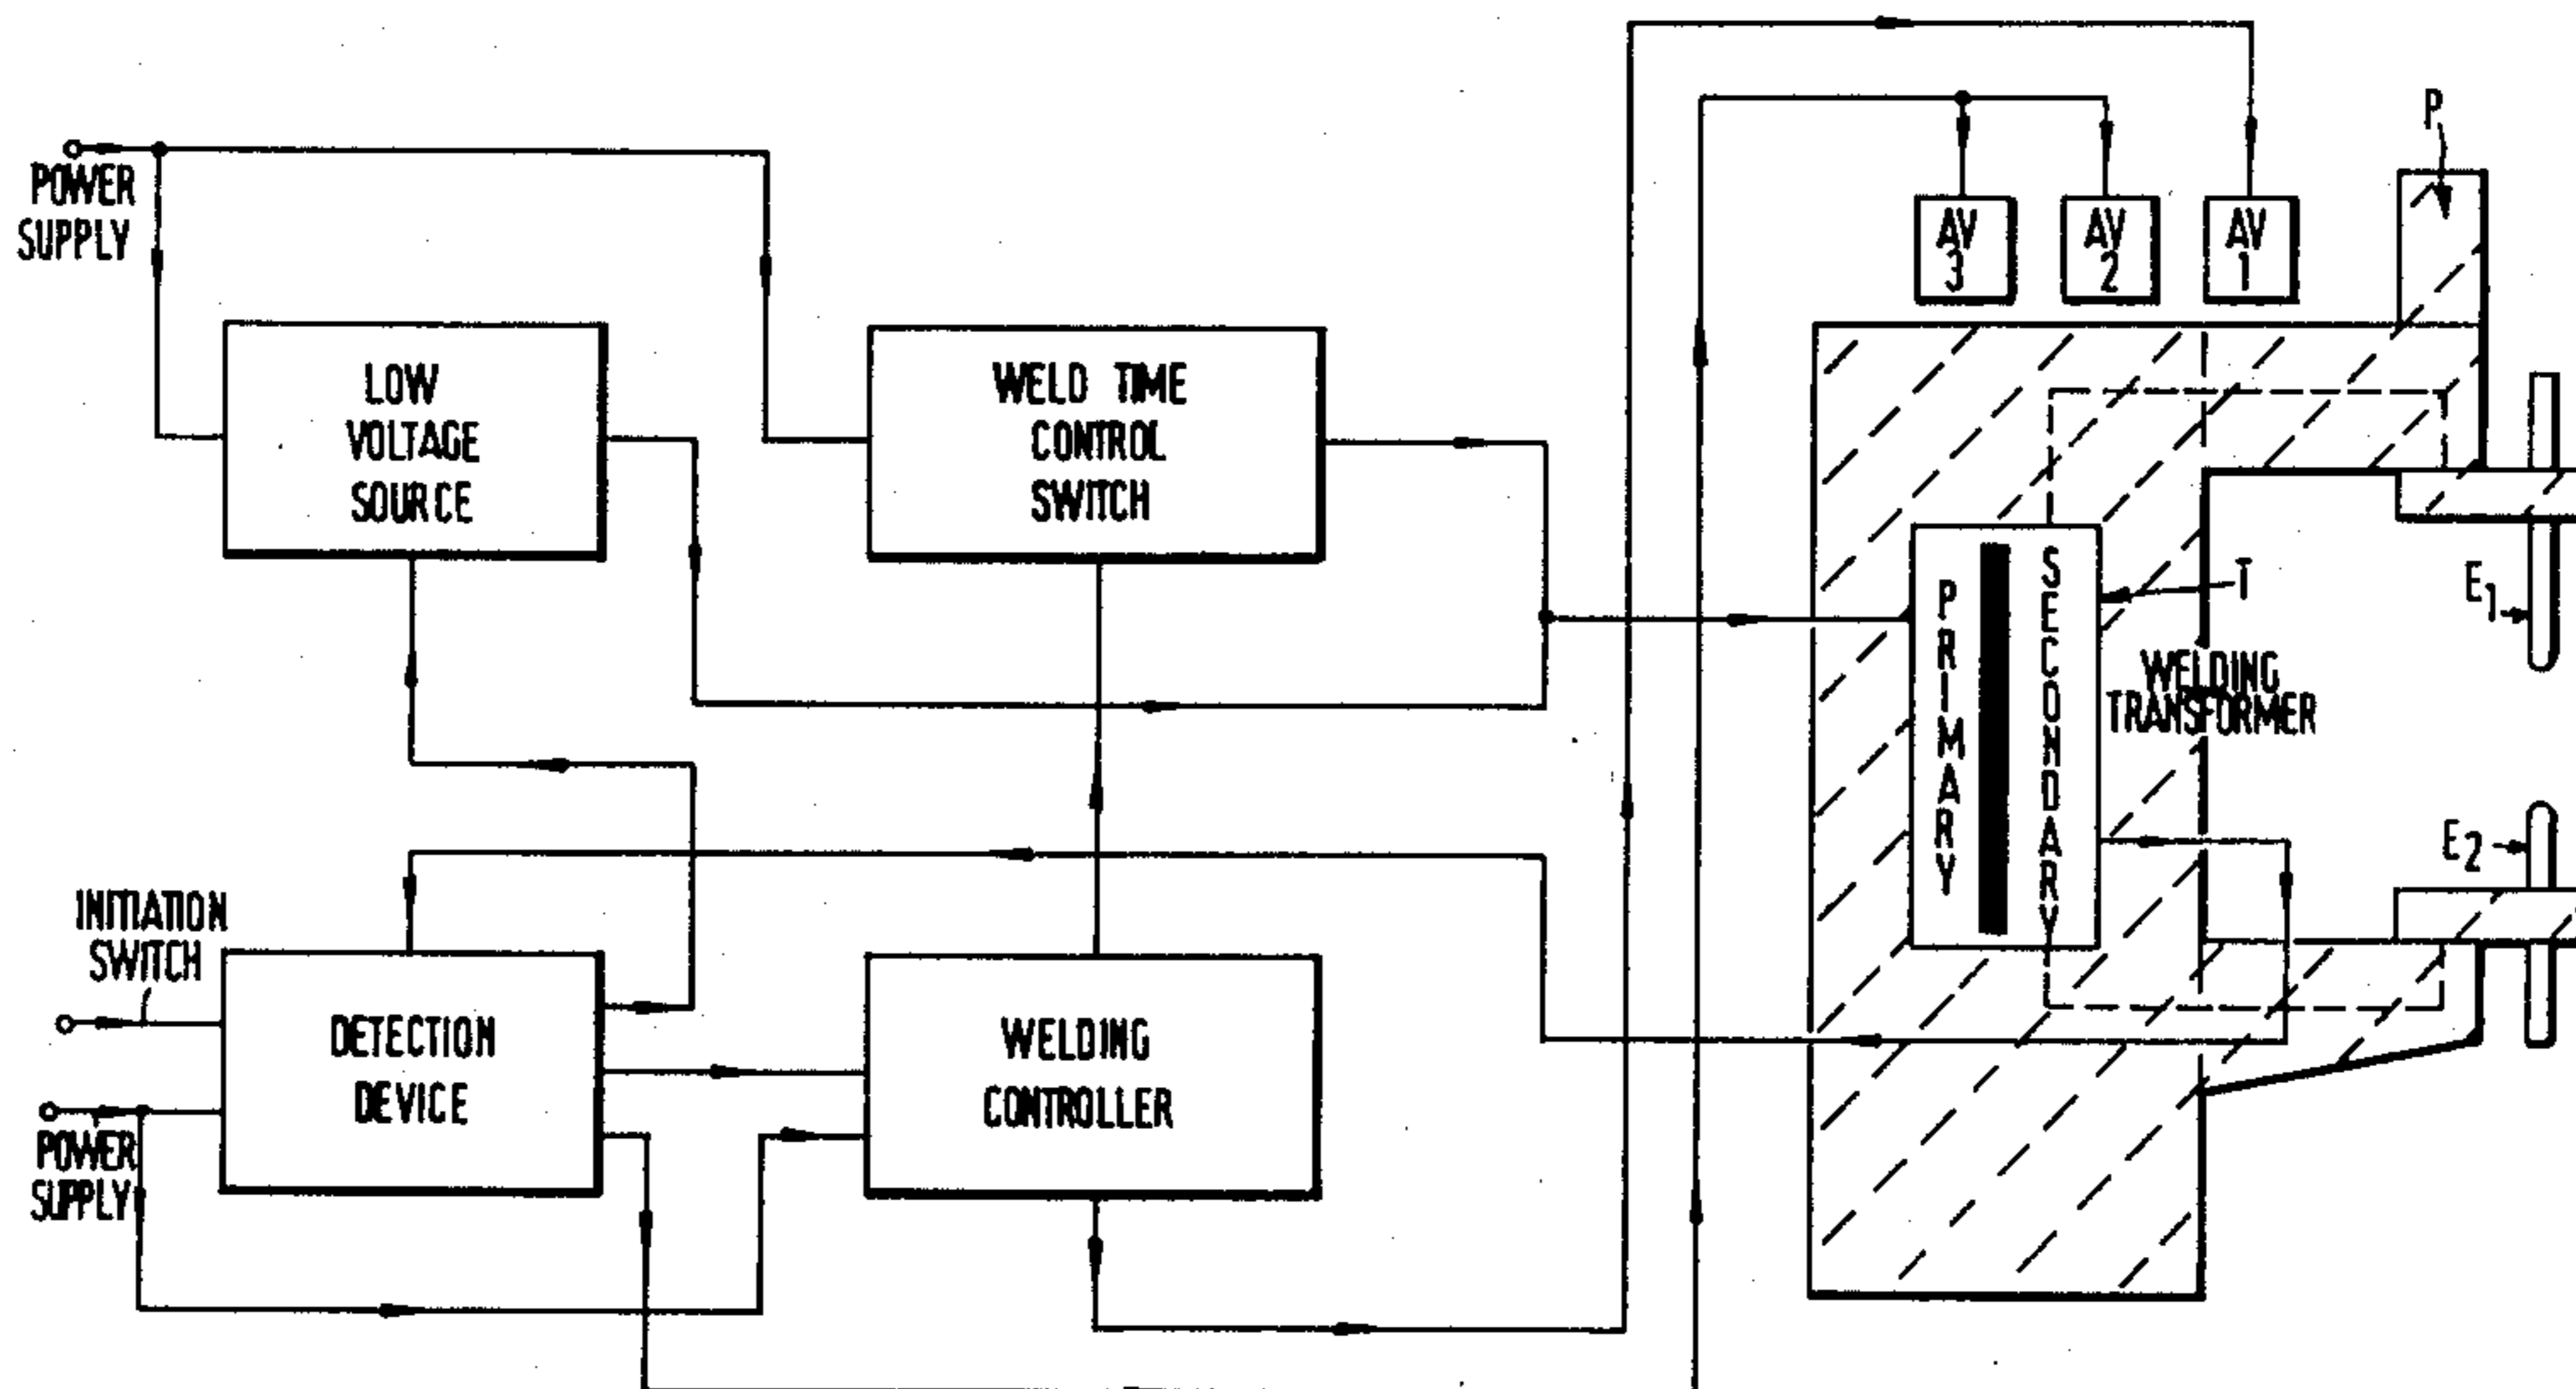 POWER
SUPPLY
LOW
VOLTAGE
SOURCE
WELD TIME
CONTROL
SWITCH
AV
3
AV
2
AV
1
P
PRIMARY
SECONDARY
T
WELDING
TRANSFORMER
E1
E2
INITIATION
SWITCH
DETECTION
DEVICE
WELDING
CONTROLLER
POWER
SUPPLY